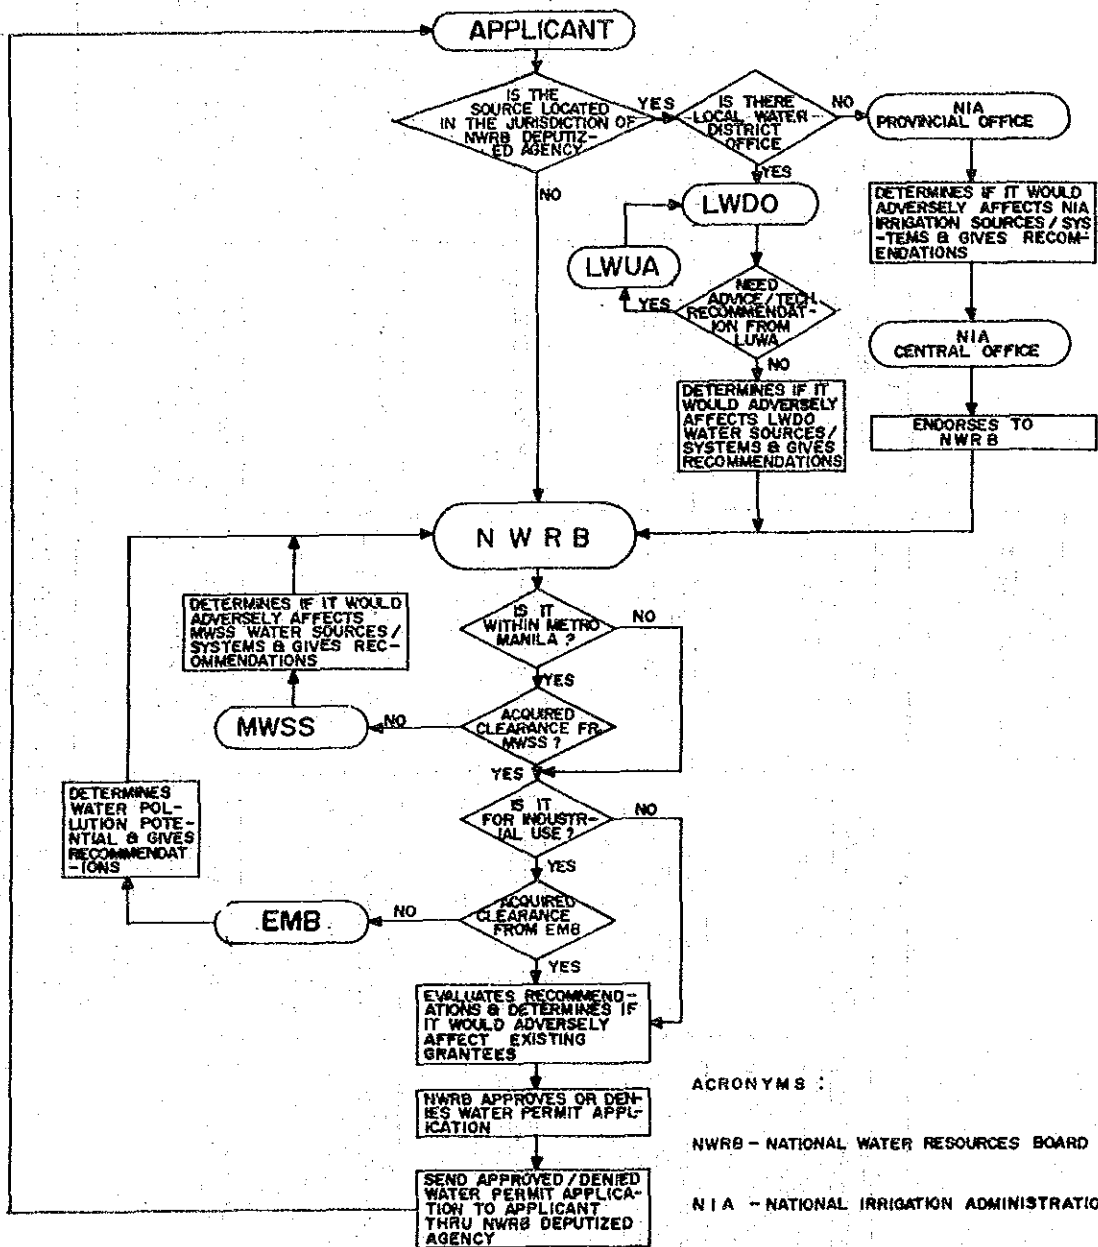 APPLICANT
IS THE
SOURCE LOCATED
IN THE JURISDICTION OF
NWRB DEPUTIZ-
ED AGENCY
YES
IS THERE
LOCAL WATER-
DISTRICT
OFFICE
NO
NIA
PROVINCIAL OFFICE
NO
YES
LWDO
DETERMINES IF IT WOULD
ADVERSELY AFFECTS NIA
IRRIGATION SOURCES / SYS
-TEMS & GIVES RECOM-
ENDATIONS
LWUA
YES
NEED
ADVICE / TECH.
RECOMMENDAT-
ION FROM
LUWA
NO
NIA
CENTRAL OFFICE
DETERMINES IF IT
WOULD ADVERSELY
AFFECTS LWDO
WATER SOURCES/
SYSTEMS & GIVES
RECOMMENDATIONS
ENDORSES TO
NWRB
NWRB
DETERMINES IF IT WOULD
ADVERSELY AFFECTS
MWSS WATER SOURCES /
SYSTEMS & GIVES REC-
OMMENDATIONS
IS IT
WITHIN METRO
MANILA ?
NO
YES
MWSS
NO
ACQUIRED
CLEARANCE FR.
MWSS ?
YES
DETERMINES
WATER POL-
LUTION POTE-
NTIAL & GIVES
RECOMMENDAT
-IONS
IS IT
FOR INDUSTR-
IAL USE ?
NO
YES
EMB
NO
ACQUIRED
CLEARANCE
FROM EMB
YES
EVALUATES RECOMMEND-
ATIONS & DETERMINES IF
IT WOULD ADVERSELY
AFFECT EXISTING
GRANTEES
NWRB APPROVES OR DEN-
IES WATER PERMIT APPL-
ICATION
SEND APPROVED / DENIED
WATER PERMIT APPLICA-
TION TO APPLICANT
THRU NWRB DEPUTIZED
AGENCY
ACRONYMS :
NWRB - NATIONAL WATER RESOURCES BOARD
NIA - NATIONAL IRRIGATION ADMINISTRATIO